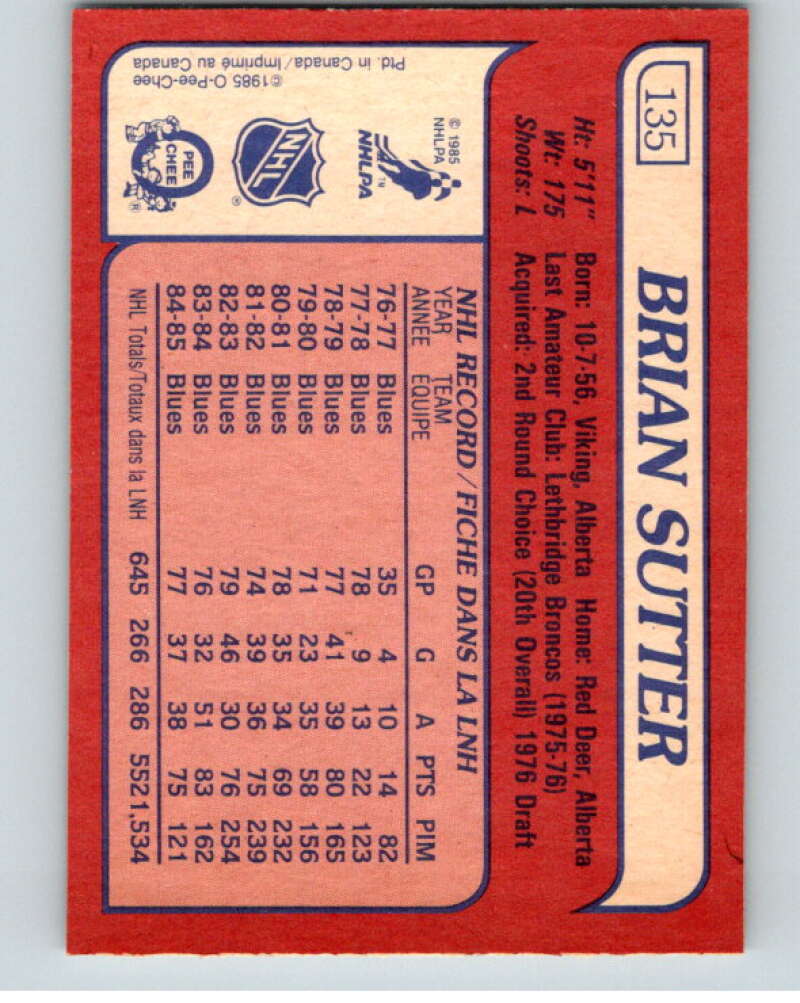 135
BRIAN SUTTER
Ht: 5'11" Born: 10-7-56, Viking, Alberta Home: Red Deer, Alberta
Wt: 175 Last Amateur Club: Lethbridge Broncos (1975-76)
Shoots: L Acquired: 2nd Round Choice (20th Overall) 1976 Draft
© 1985
NHLPA
NHLPA
TM
NHL
®
O
PEE
CHEE
®
©1985 O-Pee-Chee
Ptd. in Canada/Imprimé au Canada
NHL RECORD/FICHE DANS LA LNH
YEAR TEAM
ANNÉE ÉQUIPE GP G A PTS PIM
76-77 Blues 35 4 10 14 82
77-78 Blues 78 9 13 22 123
78-79 Blues 77 41 39 80 165
79-80 Blues 71 23 35 58 156
80-81 Blues 78 35 34 69 232
81-82 Blues 74 39 36 75 239
82-83 Blues 79 46 30 76 254
83-84 Blues 76 32 51 83 162
84-85 Blues 77 37 38 75 121
NHL Totals/Totaux dans la LNH 645 266 286 552 1,534